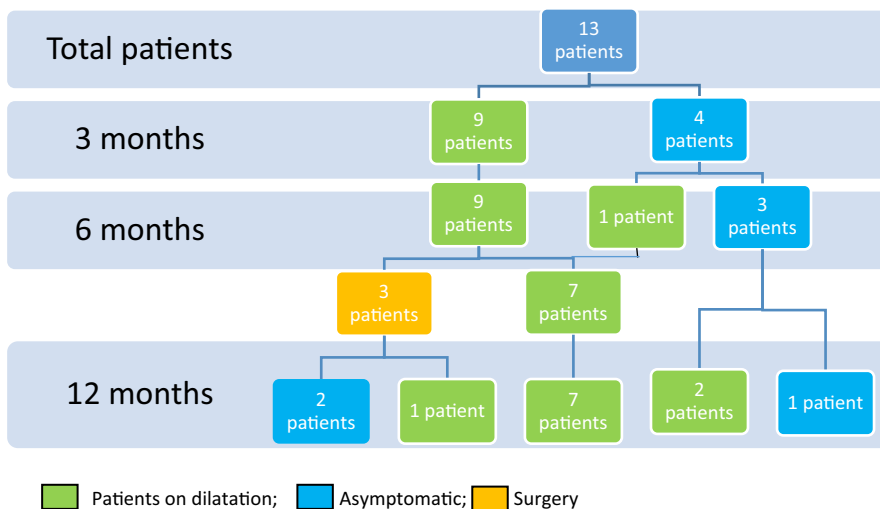 Total patients
13
patients
3 months
9
patients
4
patients
6 months
9
patients
1 patient
3
patients
3
patients
7
patients
12 months
2
patients
1 patient
7
patients
2
patients
1 patient
Patients on dilatation; Asymptomatic; Surgery